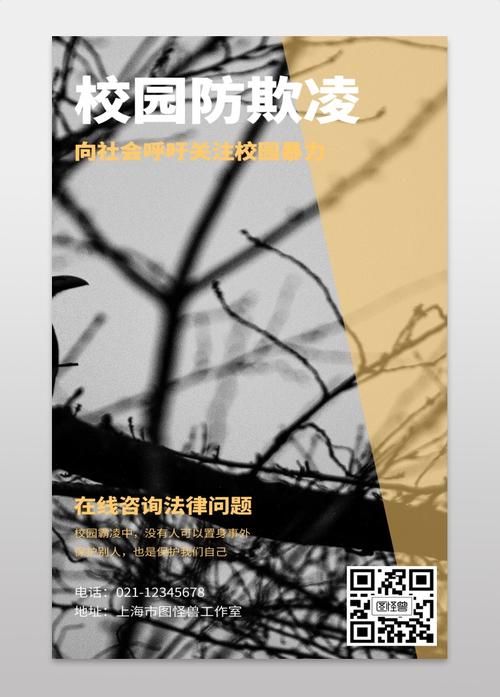 校园防欺凌
向社会呼吁关注校园暴力
在线咨询法律问题
校园霸凌中，没有人可以置身事外
保护别人，也是保护我们自己
电话：021-12345678
地址：上海市图怪兽工作室
图怪兽